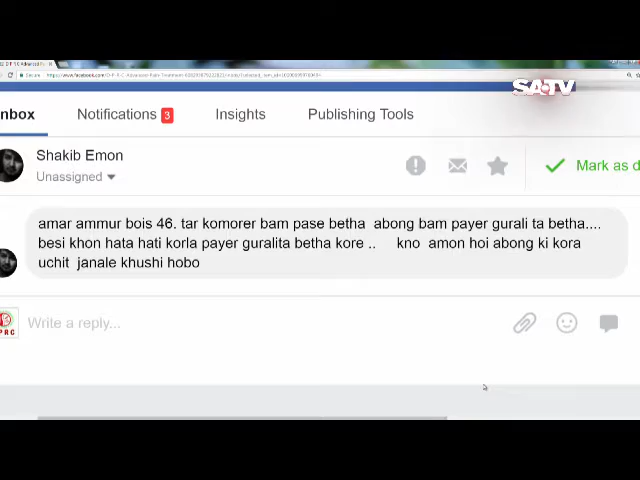 SATV
nbox
Notifications 3
Insights
Publishing Tools
Shakib Emon
Unassigned
Mark as d
amar ammur bois 46. tar komorer bam pase betha abong bam payer gurali ta betha....
besi khon hata hati korla payer guralita betha kore .. kno amon hoi abong ki kora
uchit janale khushi hobo
Write a reply...